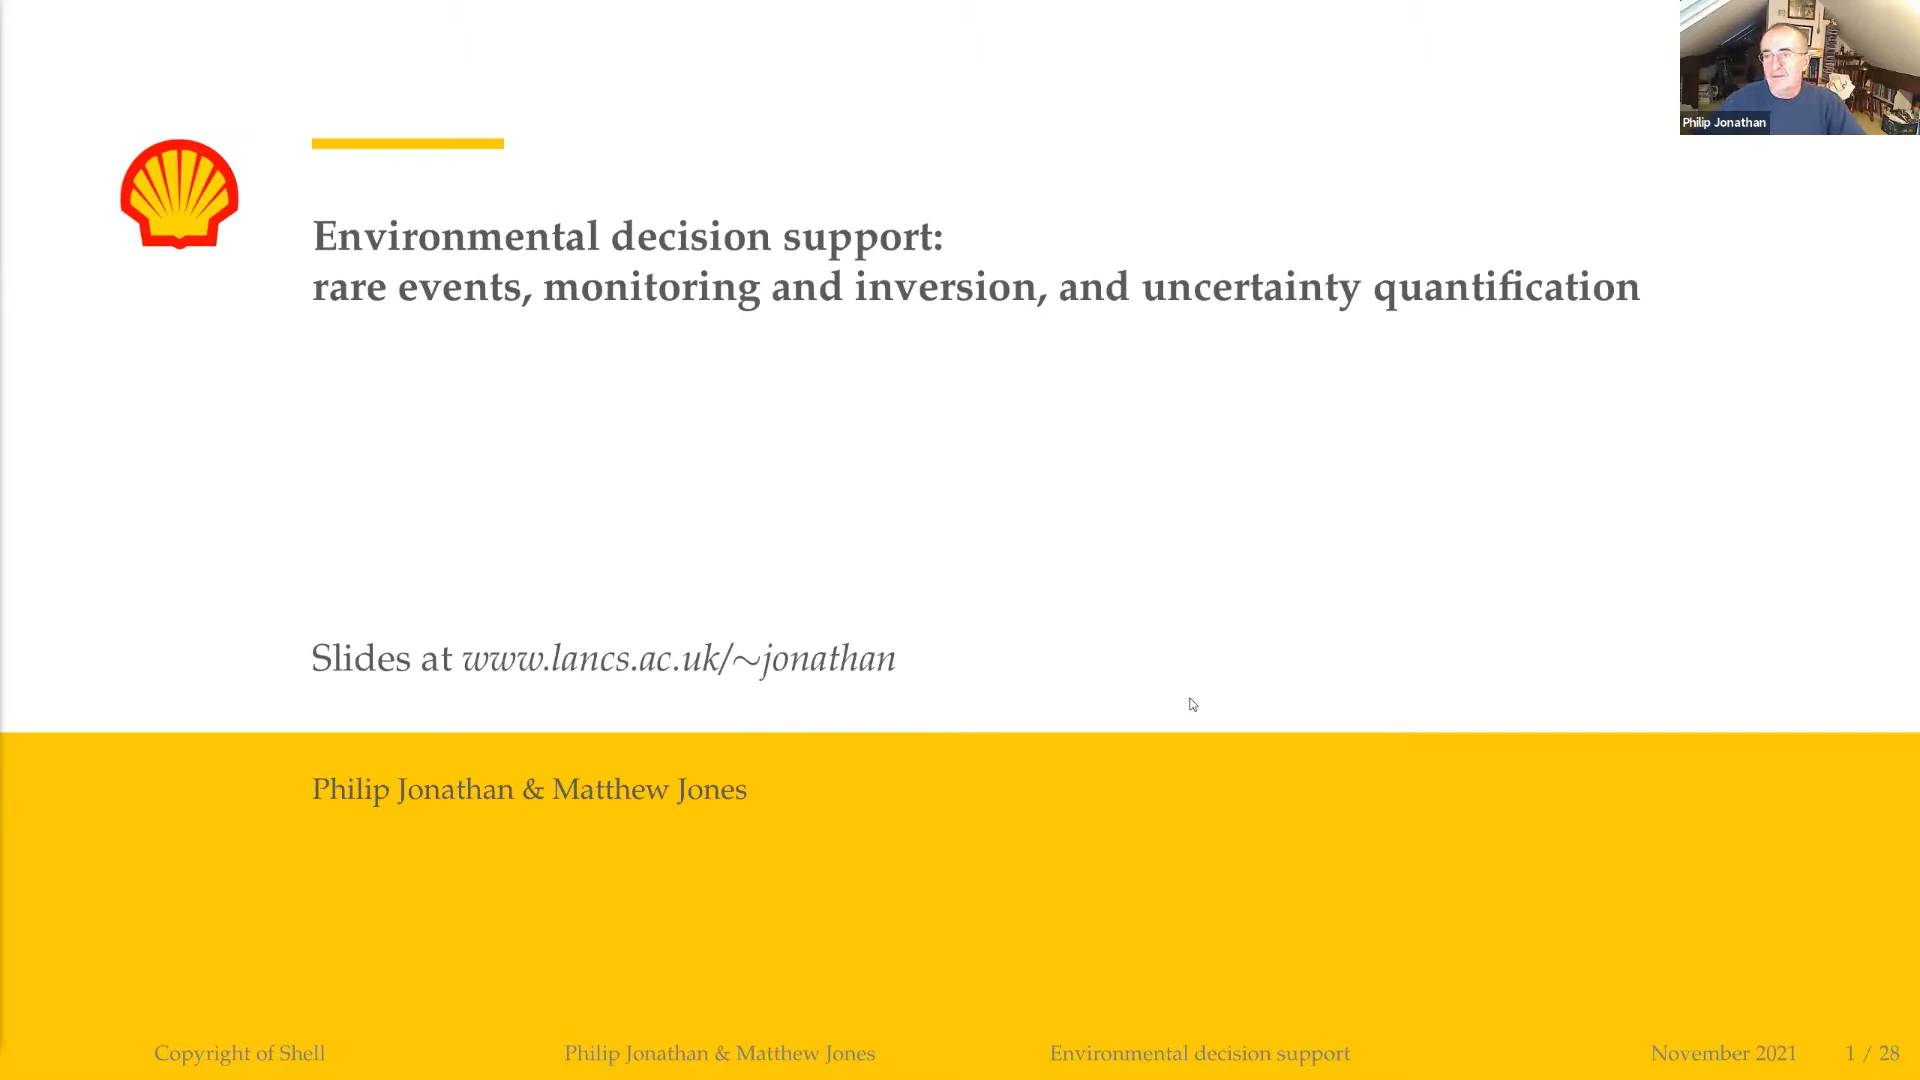 Philip Jonathan
Environmental decision support:
rare events, monitoring and inversion, and uncertainty quantification
Slides at www.lancs.ac.uk/~jonathan
Philip Jonathan & Matthew Jones
Copyright of Shell
Philip Jonathan & Matthew Jones
Environmental decision support
November 2021
1 / 28